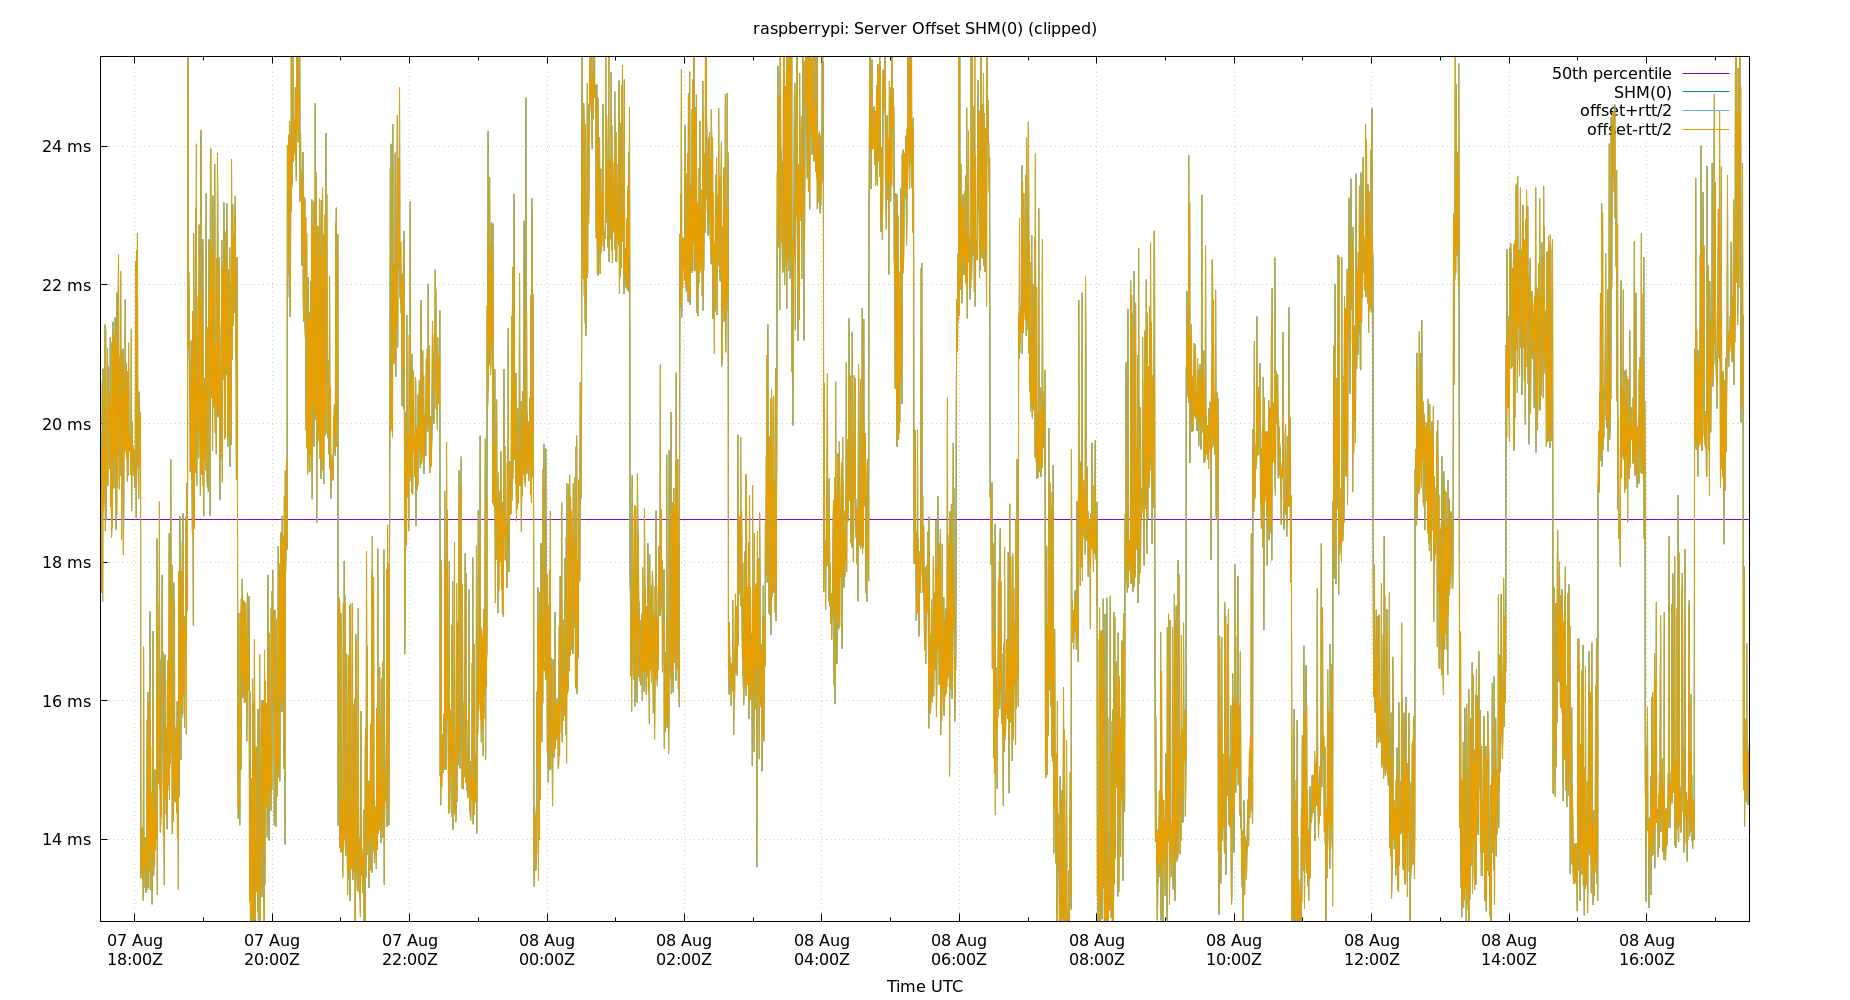 raspberrypi: Server Offset SHM(0) (clipped)
50th percentile
SHM(0)
offset+rtt/2
offset-rtt/2
24 ms
22 ms
20 ms
18 ms
16 ms
14 ms
07 Aug 07 Aug 07 Aug 08 Aug 08 Aug 08 Aug 08 Aug 08 Aug 08 Aug 08 Aug 08 Aug 08 Aug
18:00Z 20:00Z 22:00Z 00:00Z 02:00Z 04:00Z 06:00Z 08:00Z 10:00Z 12:00Z 14:00Z 16:00Z
Time UTC